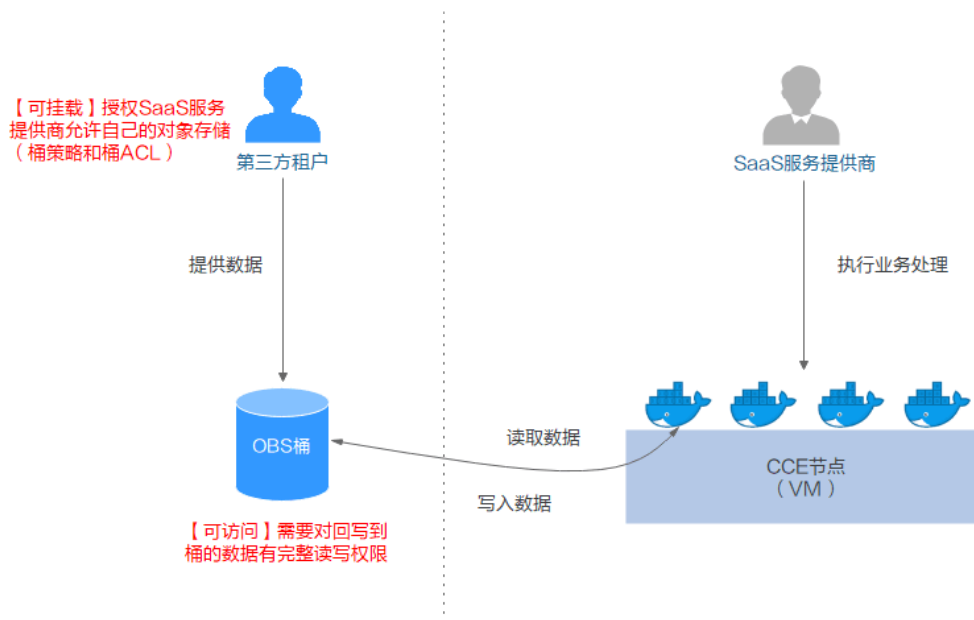 【可挂载】授权SaaS服务
提供商允许自己的对象存储
（桶策略和桶ACL）
第三方租户
SaaS服务提供商
提供数据
执行业务处理
OBS桶
读取数据
写入数据
CCE节点
（VM）
【可访问】需要对回写到
桶的数据有完整读写权限